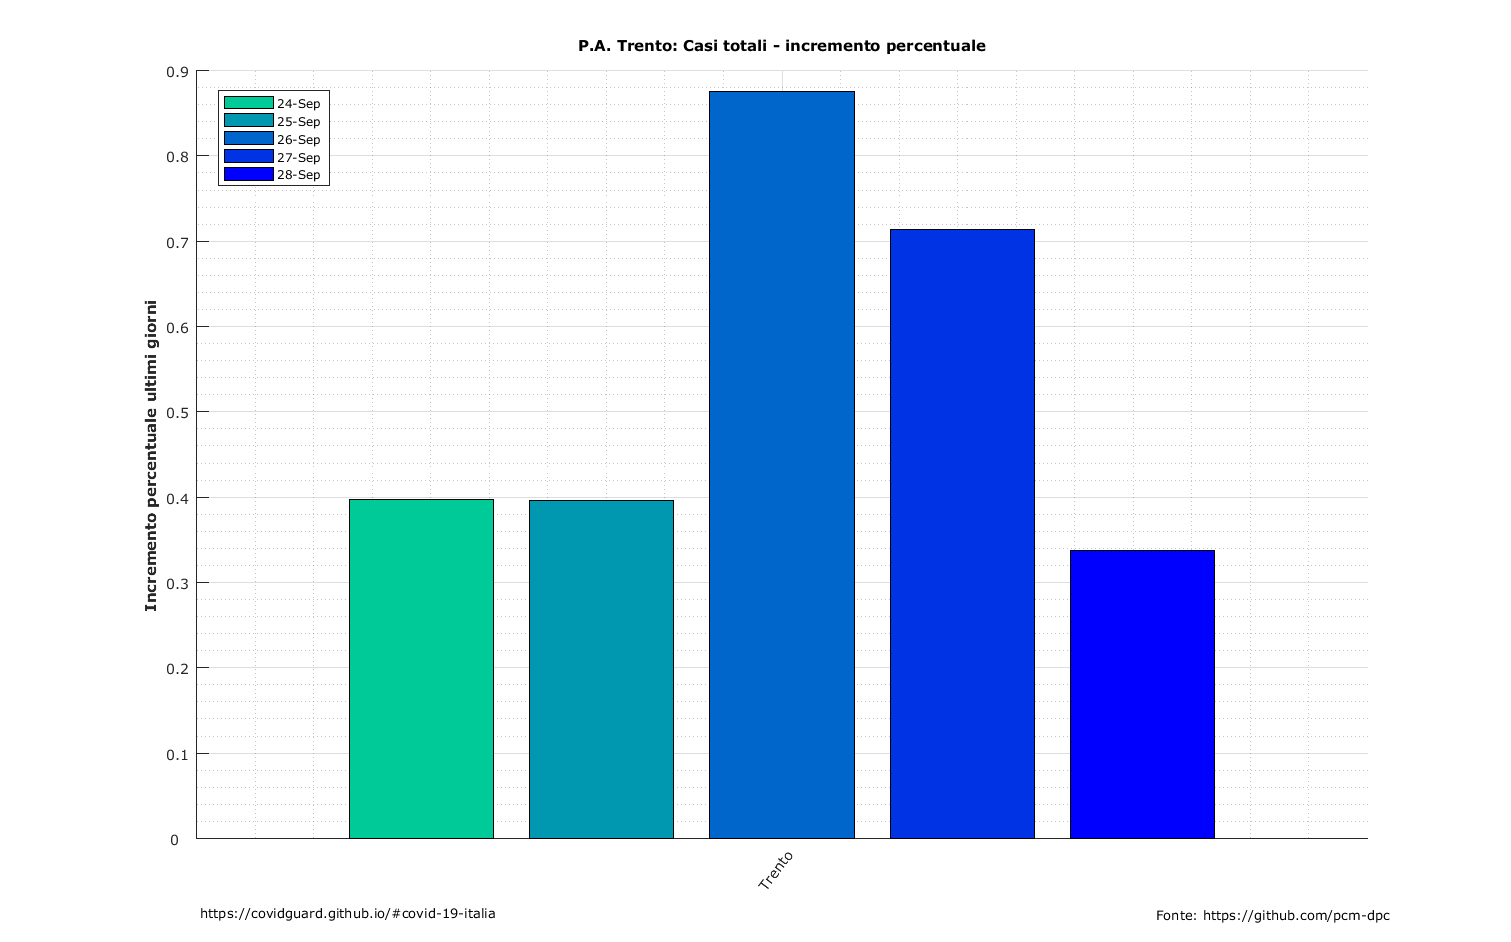 P.A. Trento: Casi totali - incremento percentuale
0.9
0.8
0.7
0.6
0.5
0.4
0.3
0.2
0.1
0
Incremento percentuale ultimi giorni
24-Sep
25-Sep
26-Sep
27-Sep
28-Sep
Trento
https://covidguard.github.io/#covid-19-italia
Fonte: https://github.com/pcm-dpc